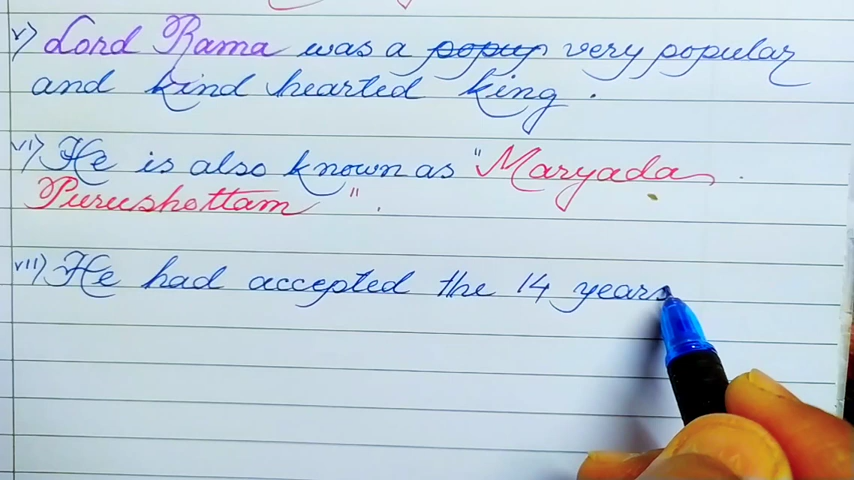 v) Lord Rama was a popup very popular
and kind hearted king .
vi) He is also known as "Maryada
Purushottam" .
vii) He had accepted the 14 years